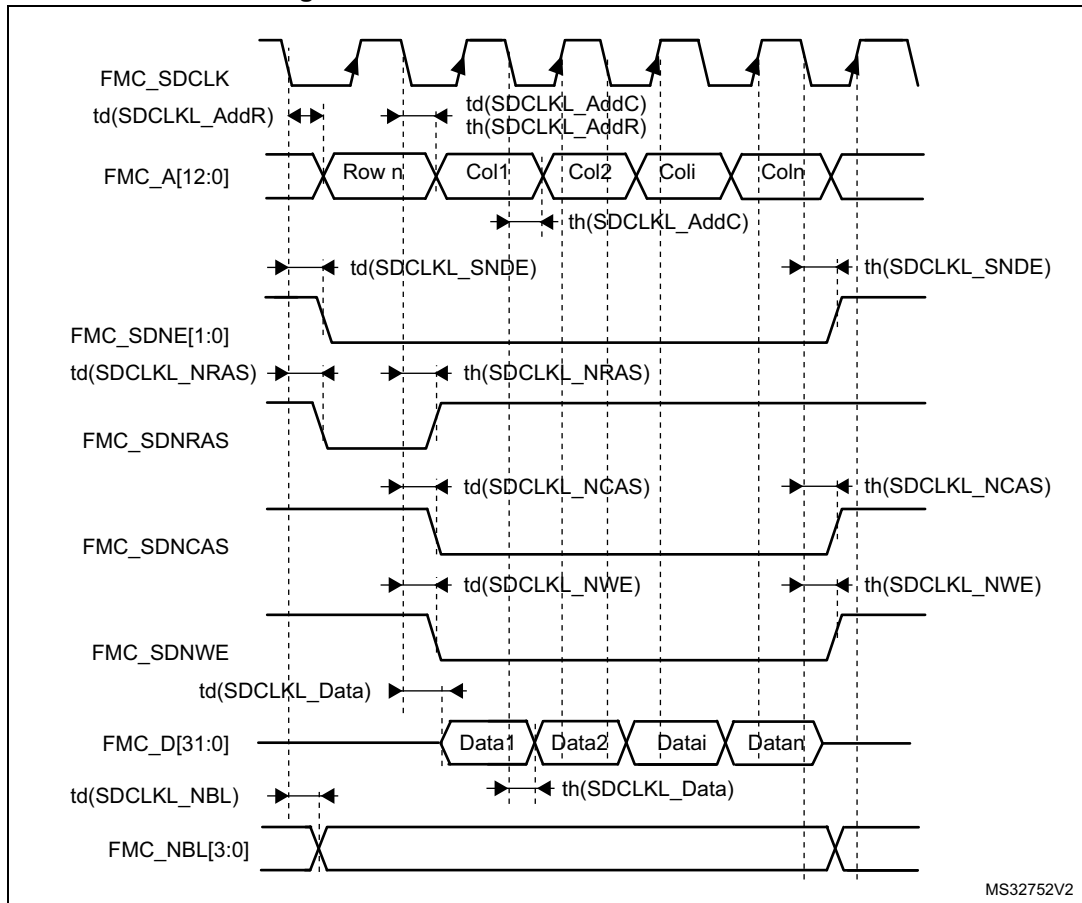 FMC_SDCLK
td(SDCLKL_AddR)
td(SDCLKL_AddC)
th(SDCLKL_AddR)
FMC_A[12:0]
Row n
Col1
Col2
Coli
Coln
th(SDCLKL_AddC)
td(SDCLKL_SNDE)
th(SDCLKL_SNDE)
FMC_SDNE[1:0]
td(SDCLKL_NRAS)
th(SDCLKL_NRAS)
FMC_SDNRAS
td(SDCLKL_NCAS)
th(SDCLKL_NCAS)
FMC_SDNCAS
td(SDCLKL_NWE)
th(SDCLKL_NWE)
FMC_SDNWE
td(SDCLKL_Data)
FMC_D[31:0]
Data1
Data2
Datai
Datan
td(SDCLKL_NBL)
th(SDCLKL_Data)
FMC_NBL[3:0]
MS32752V2